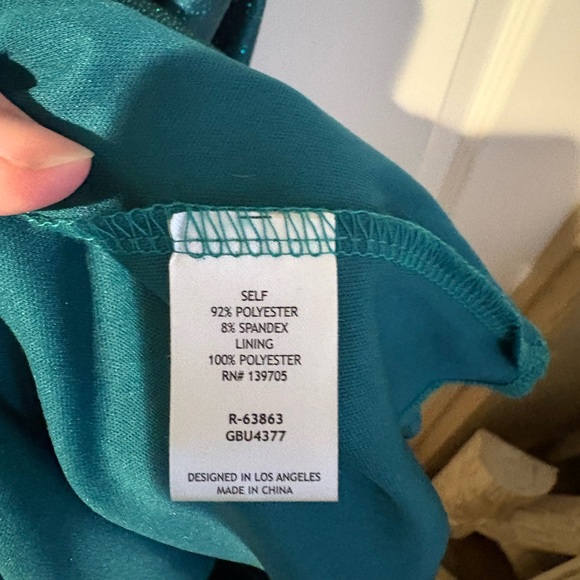 SELF
92% POLYESTER
8% SPANDEX
LINING
100% POLYESTER
RN# 139705
R-63863
GBU4377
DESIGNED IN LOS ANGELES
MADE IN CHINA